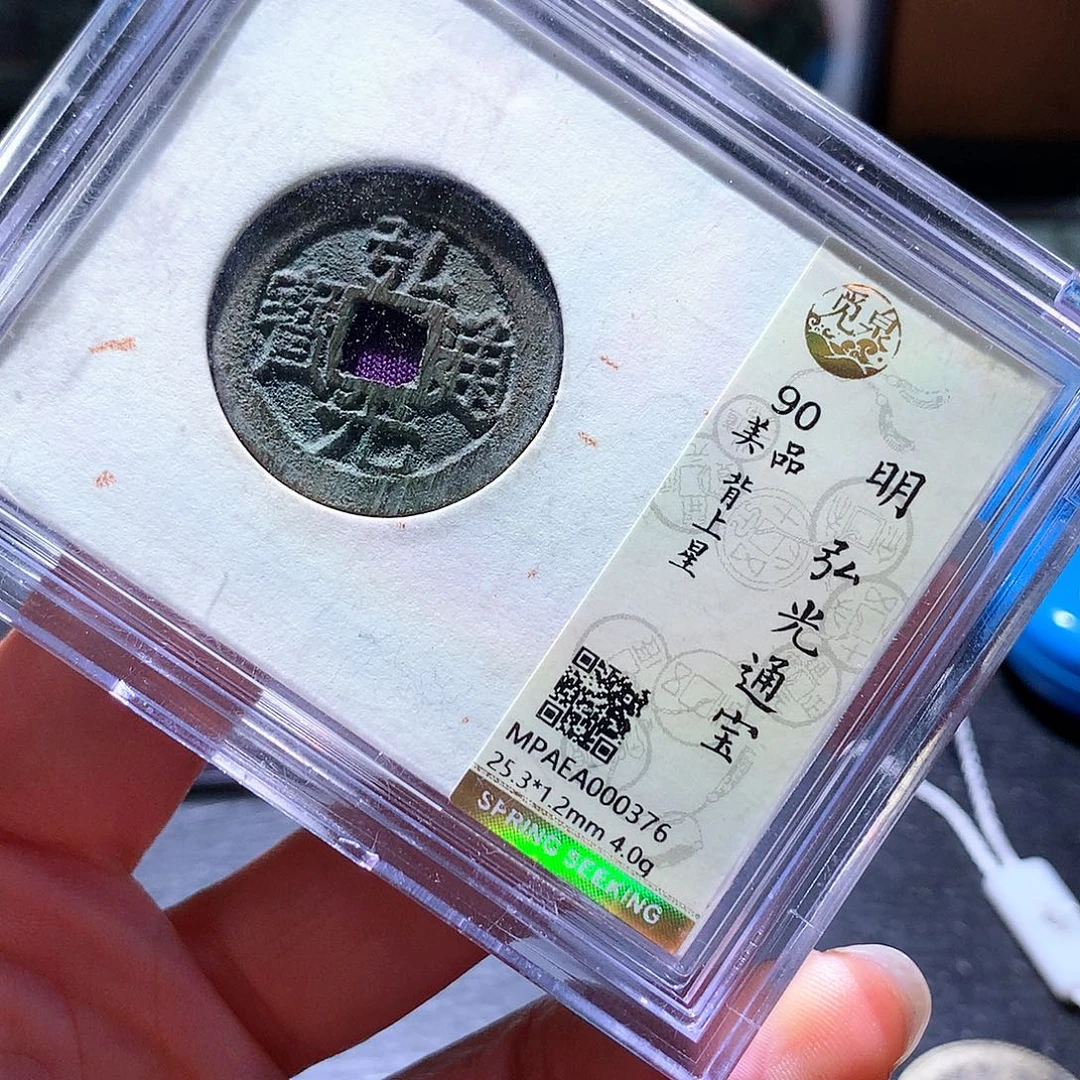 弘光通寶
觅泉
90
美品
背上星
明 弘光通宝
MPAEA000376
25.3*1.2mm 4.0g
SPRING SEEKING